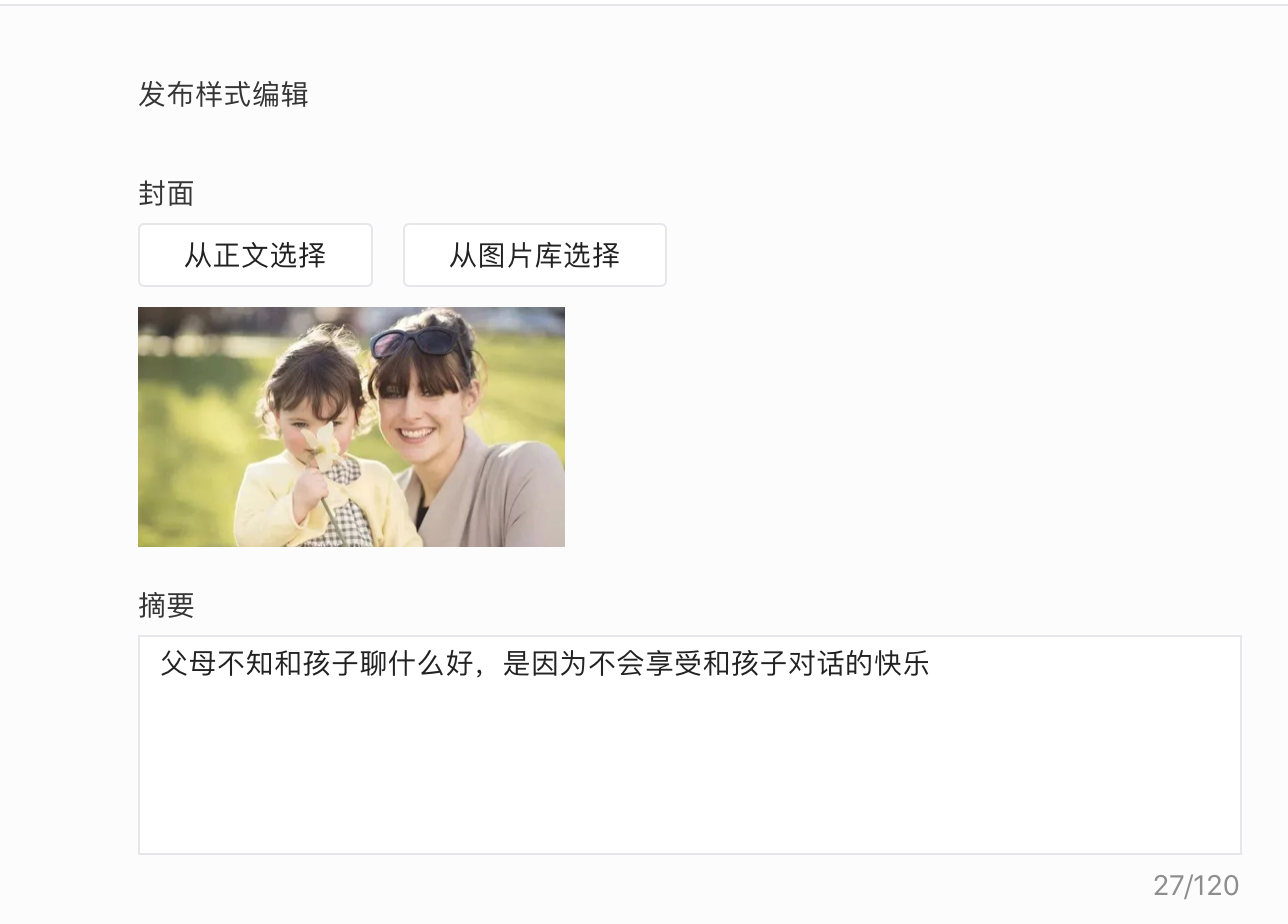 发布样式编辑
封面
从正文选择 从图片库选择
摘要
父母不知和孩子聊什么好，是因为不会享受和孩子对话的快乐
27/120